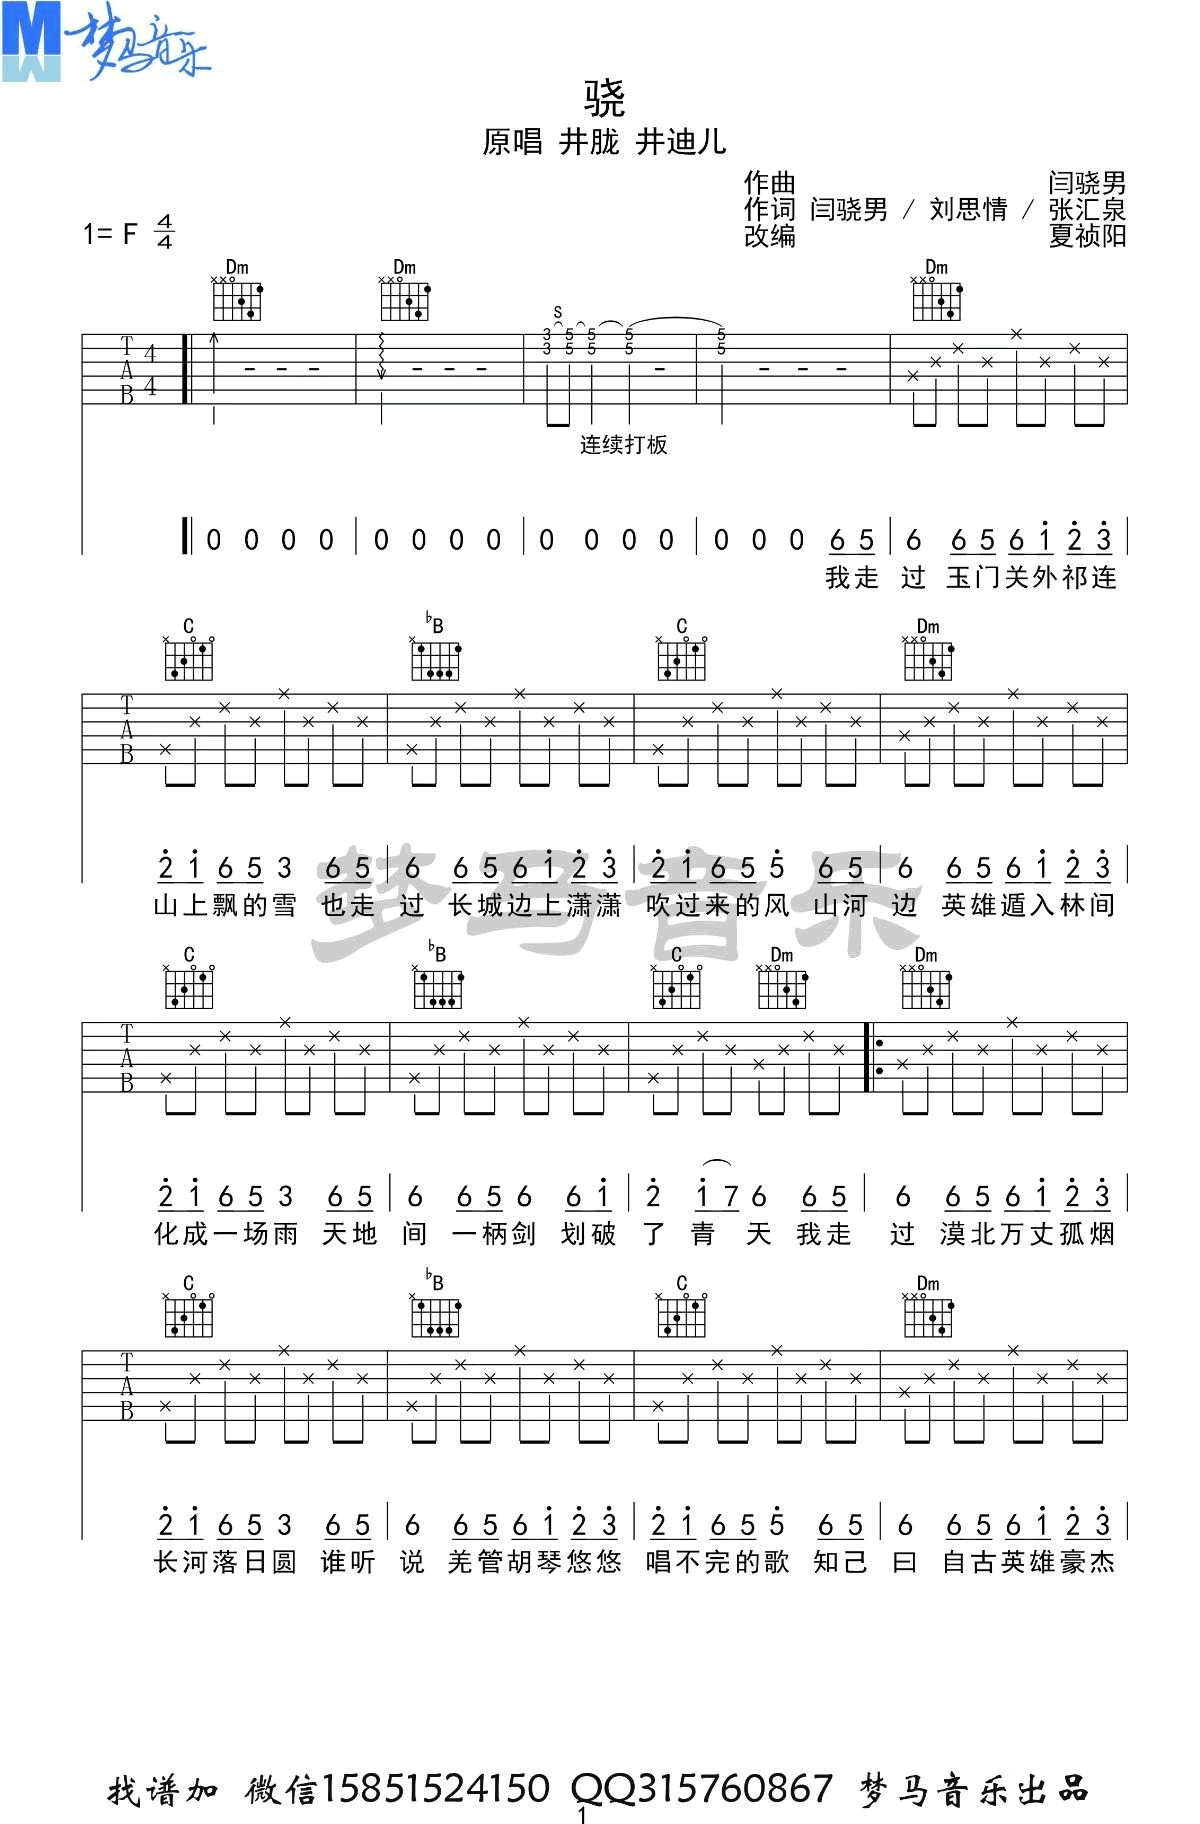 MW 梦马音乐
骁
原唱 井胧 井迪儿
作曲 闫骁男
作词 闫骁男 / 刘思情 / 张汇泉
1= F 4/4 改编 夏祯阳
Dm Dm Dm
S
3 5 5 5 5
3 5 5 5 5
T A B 4/4
连续打板
0 0 0 0 | 0 0 0 0 | 0 0 0 0 | 0 0 0 6 5 | 6 6 5 6 1̇ 2̇ 3̇
我走 过 玉门关外祁连
C ♭B C Dm
T A B
2̇ 1̇ 6 5 3 6 5 | 6 6 5 6 1̇ 2̇ 3̇ | 2̇ 1̇ 6 5 5̇ 6 5 | 6 6 5 6 1̇ 2̇ 3̇
山上飘的雪 也走 过 长城边上潇潇 吹过来的风 山河 边 英雄遁入林间
梦马音乐
C ♭B C Dm Dm
T A B
2̇ 1̇ 6 5 3 6 5 | 6 6 5 6 6 1̇ | 2̇ 1̇ 7 6 6 5 | 6 6 5 6 1̇ 2̇ 3̇
化成一场雨 天地 间 一柄剑 划破 了 青 天我走 过 漠北万丈孤烟
C ♭B C Dm
T A B
2̇ 1̇ 6 5 3 6 5 | 6 6 5 6 1̇ 2̇ 3̇ | 2̇ 1̇ 6 5 5̇ 6 5 | 6 6 5 6 1̇ 2̇ 3̇
长河落日圆 谁听 说 羌管胡琴悠悠 唱不完的歌 知己 曰 自古英雄豪杰
找谱加 微信15851524150 QQ315760867 梦马音乐出品
1